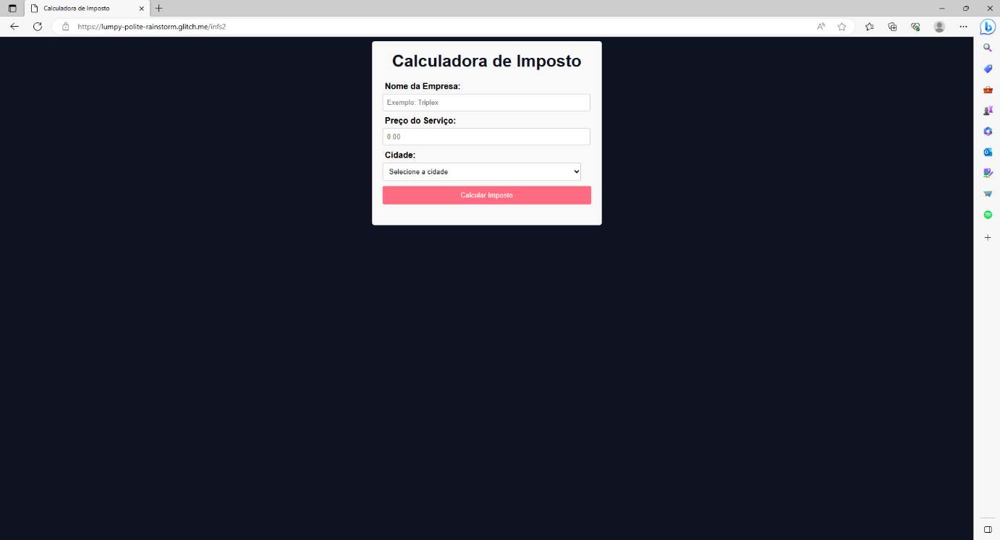 Calculadora de Imposto
https://lumpy-polite-rainstorm.glitch.me/infs2
Calculadora de Imposto
Nome da Empresa:
Exemplo: Triplex
Preço do Serviço:
0.00
Cidade:
Selecione a cidade
Calcular Imposto